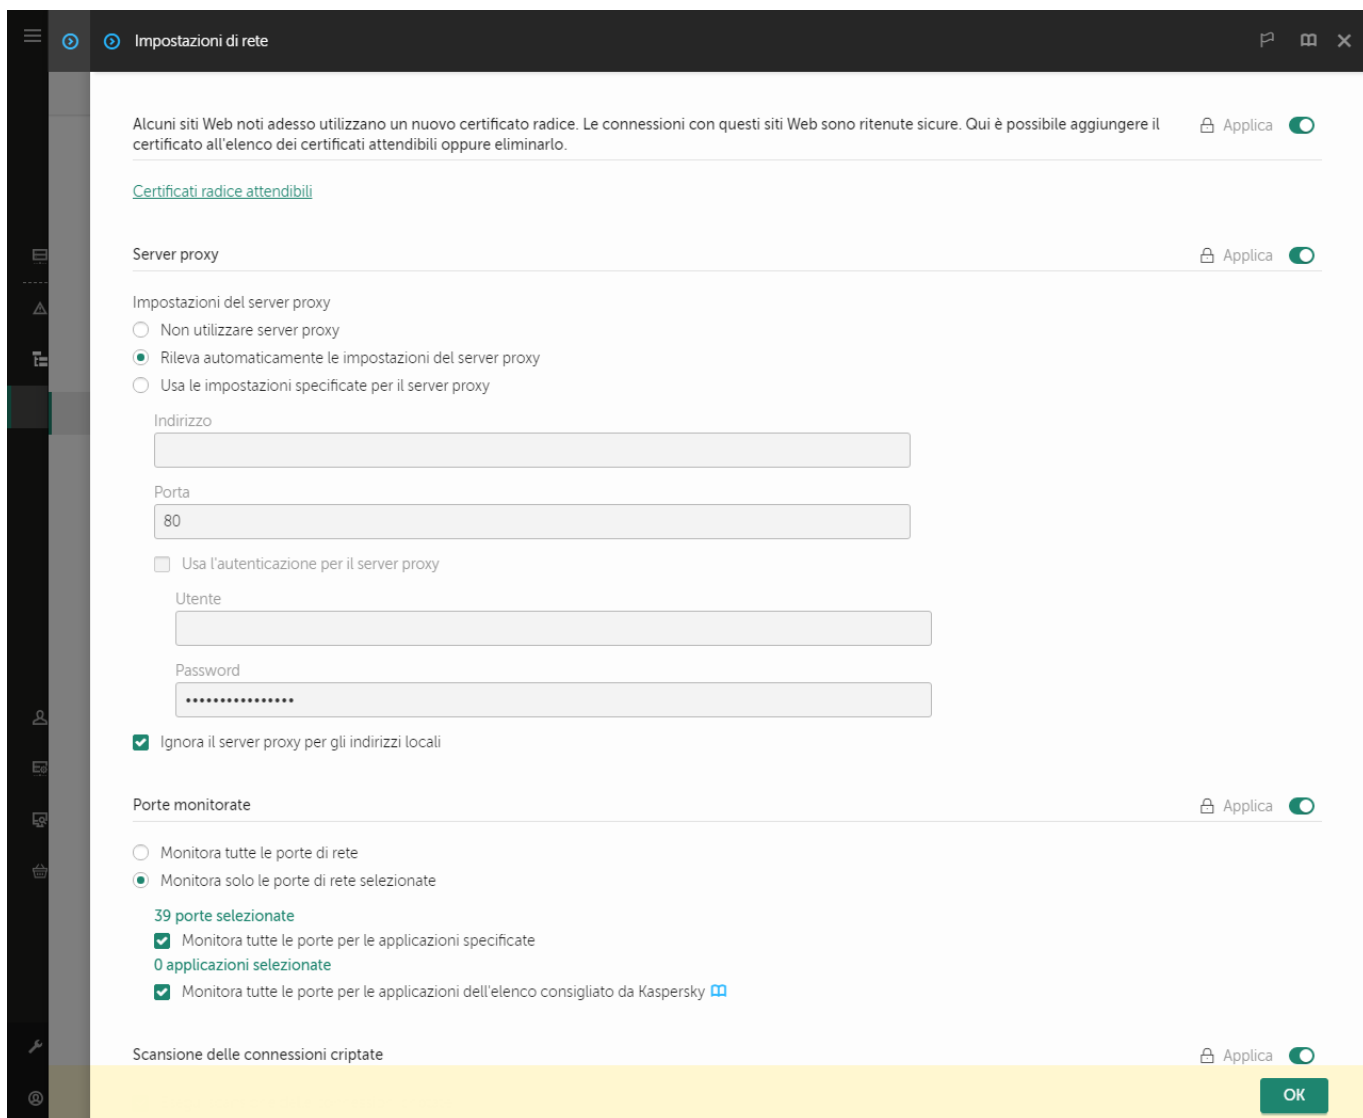 Impostazioni di rete
Alcuni siti Web noti adesso utilizzano un nuovo certificato radice. Le connessioni con questi siti Web sono ritenute sicure. Qui è possibile aggiungere il
certificato all'elenco dei certificati attendibili oppure eliminarlo.
Applica
Certificati radice attendibili
Server proxy
Applica
Impostazioni del server proxy
Non utilizzare server proxy
Rileva automaticamente le impostazioni del server proxy
Usa le impostazioni specificate per il server proxy
Indirizzo
Porta
80
Usa l'autenticazione per il server proxy
Utente
Password
••••••••••••••••
Ignora il server proxy per gli indirizzi locali
Porte monitorate
Applica
Monitora tutte le porte di rete
Monitora solo le porte di rete selezionate
39 porte selezionate
Monitora tutte le porte per le applicazioni specificate
0 applicazioni selezionate
Monitora tutte le porte per le applicazioni dell'elenco consigliato da Kaspersky
Scansione delle connessioni criptate
Applica
OK